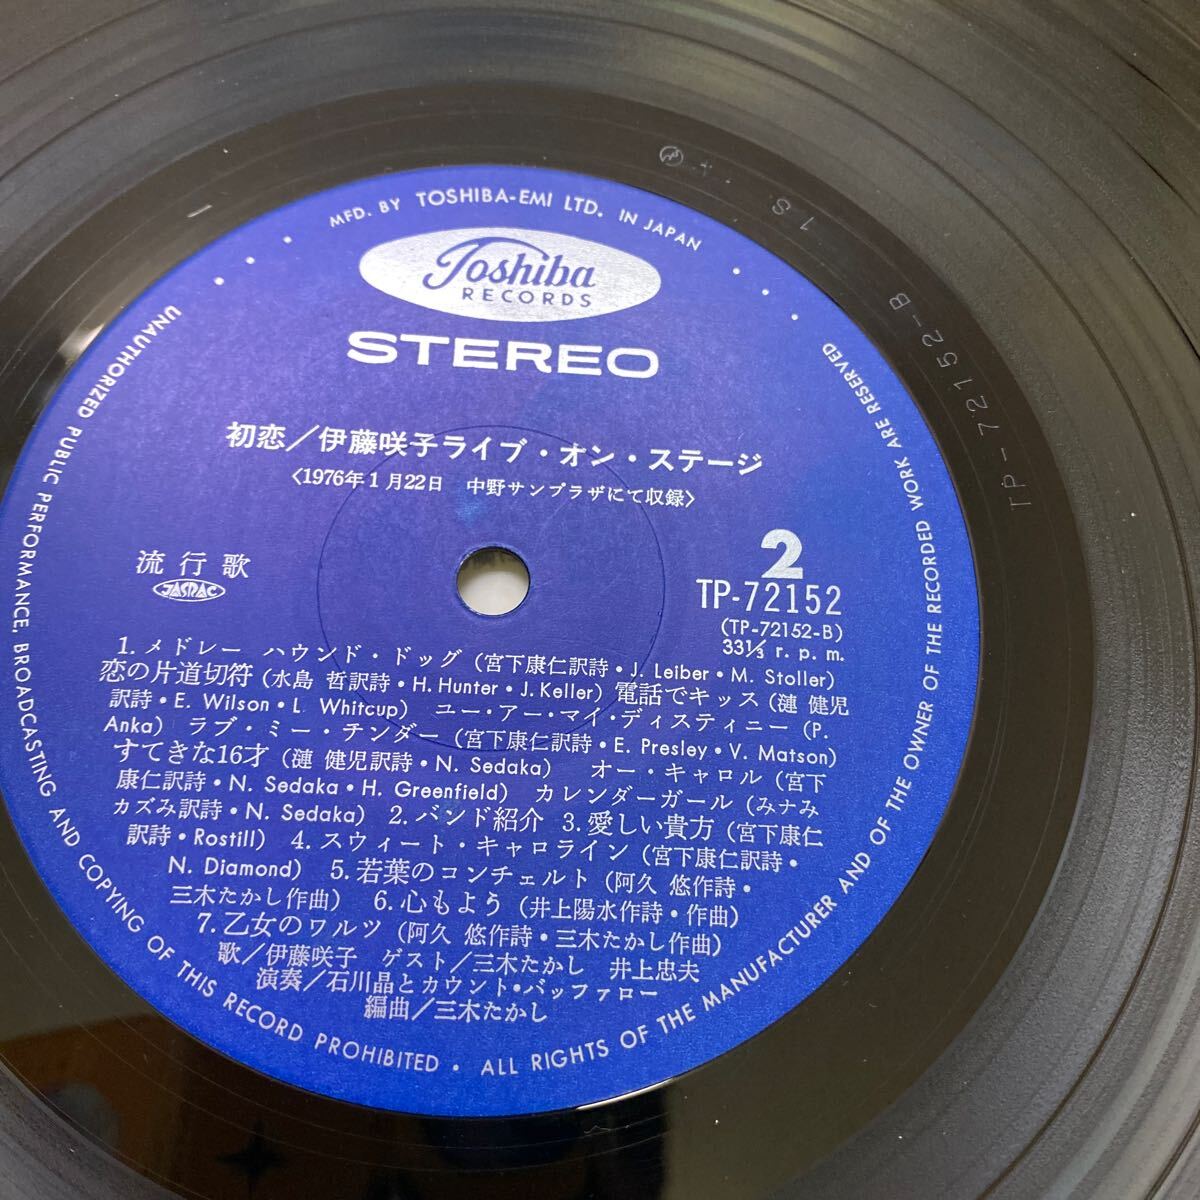 MFD. BY TOSHIBA-EMI LTD. IN JAPAN
Toshiba
RECORDS
STEREO
初恋／伊藤咲子ライブ・オン・ステージ
〈1976年1月22日 中野サンプラザにて収録〉
流行歌
JASRAC
2
TP-72152
(TP-72152-B)
33⅓ r. p. m.
1. メドレー ハウンド・ドッグ (宮下康仁訳詩・J. Leiber・M. Stoller)
恋の片道切符 (水島 哲訳詩・H. Hunter・J. Keller) 電話でキッス (漣 健児
訳詩・E. Wilson・L. Whitcup) ユー・アー・マイ・ディスティニー (P.
Anka) ラブ・ミー・テンダー (宮下康仁訳詩・E. Presley・V. Matson)
すてきな16才 (漣 健児訳詩・N. Sedaka) オー・キャロル (宮下
康仁訳詩・N. Sedaka・H. Greenfield) カレンダーガール (みナみ
カズみ訳詩・N. Sedaka) 2. バンド紹介 3. 愛しい貴方 (宮下康仁
訳詩・Rostill) 4. スウィート・キャロライン (宮下康仁訳詩・
N. Diamond) 5. 若葉のコンチェルト (阿久 悠作詩・
三木たかし作曲) 6. 心もよう (井上陽水作詩・作曲)
7. 乙女のワルツ (阿久 悠作詩・三木たかし作曲)
歌／伊藤咲子 ゲスト／三木たかし 井上忠夫
演奏／石川晶とカウント・バッファロー
編曲／三木たかし
UNAUTHORIZED PUBLIC PERFORMANCE, BROADCASTING AND COPYING OF THIS RECORD PROHIBITED・ALL RIGHTS OF THE MANUFACTURER AND OF THE OWNER OF THE RECORDED WORK ARE RESERVED
1 S
TP-72152-B